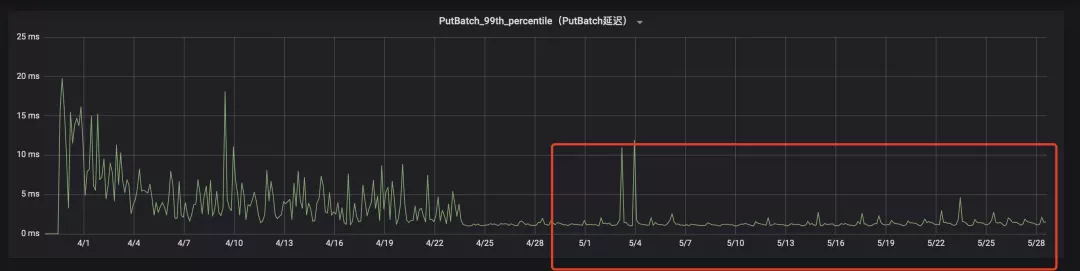 PutBatch_99th_percentile（PutBatch延迟）
25 ms
20 ms
15 ms
10 ms
5 ms
0 ms
4/1 4/4 4/7 4/10 4/13 4/16 4/19 4/22 4/25 4/28 5/1 5/4 5/7 5/10 5/13 5/16 5/19 5/22 5/25 5/28